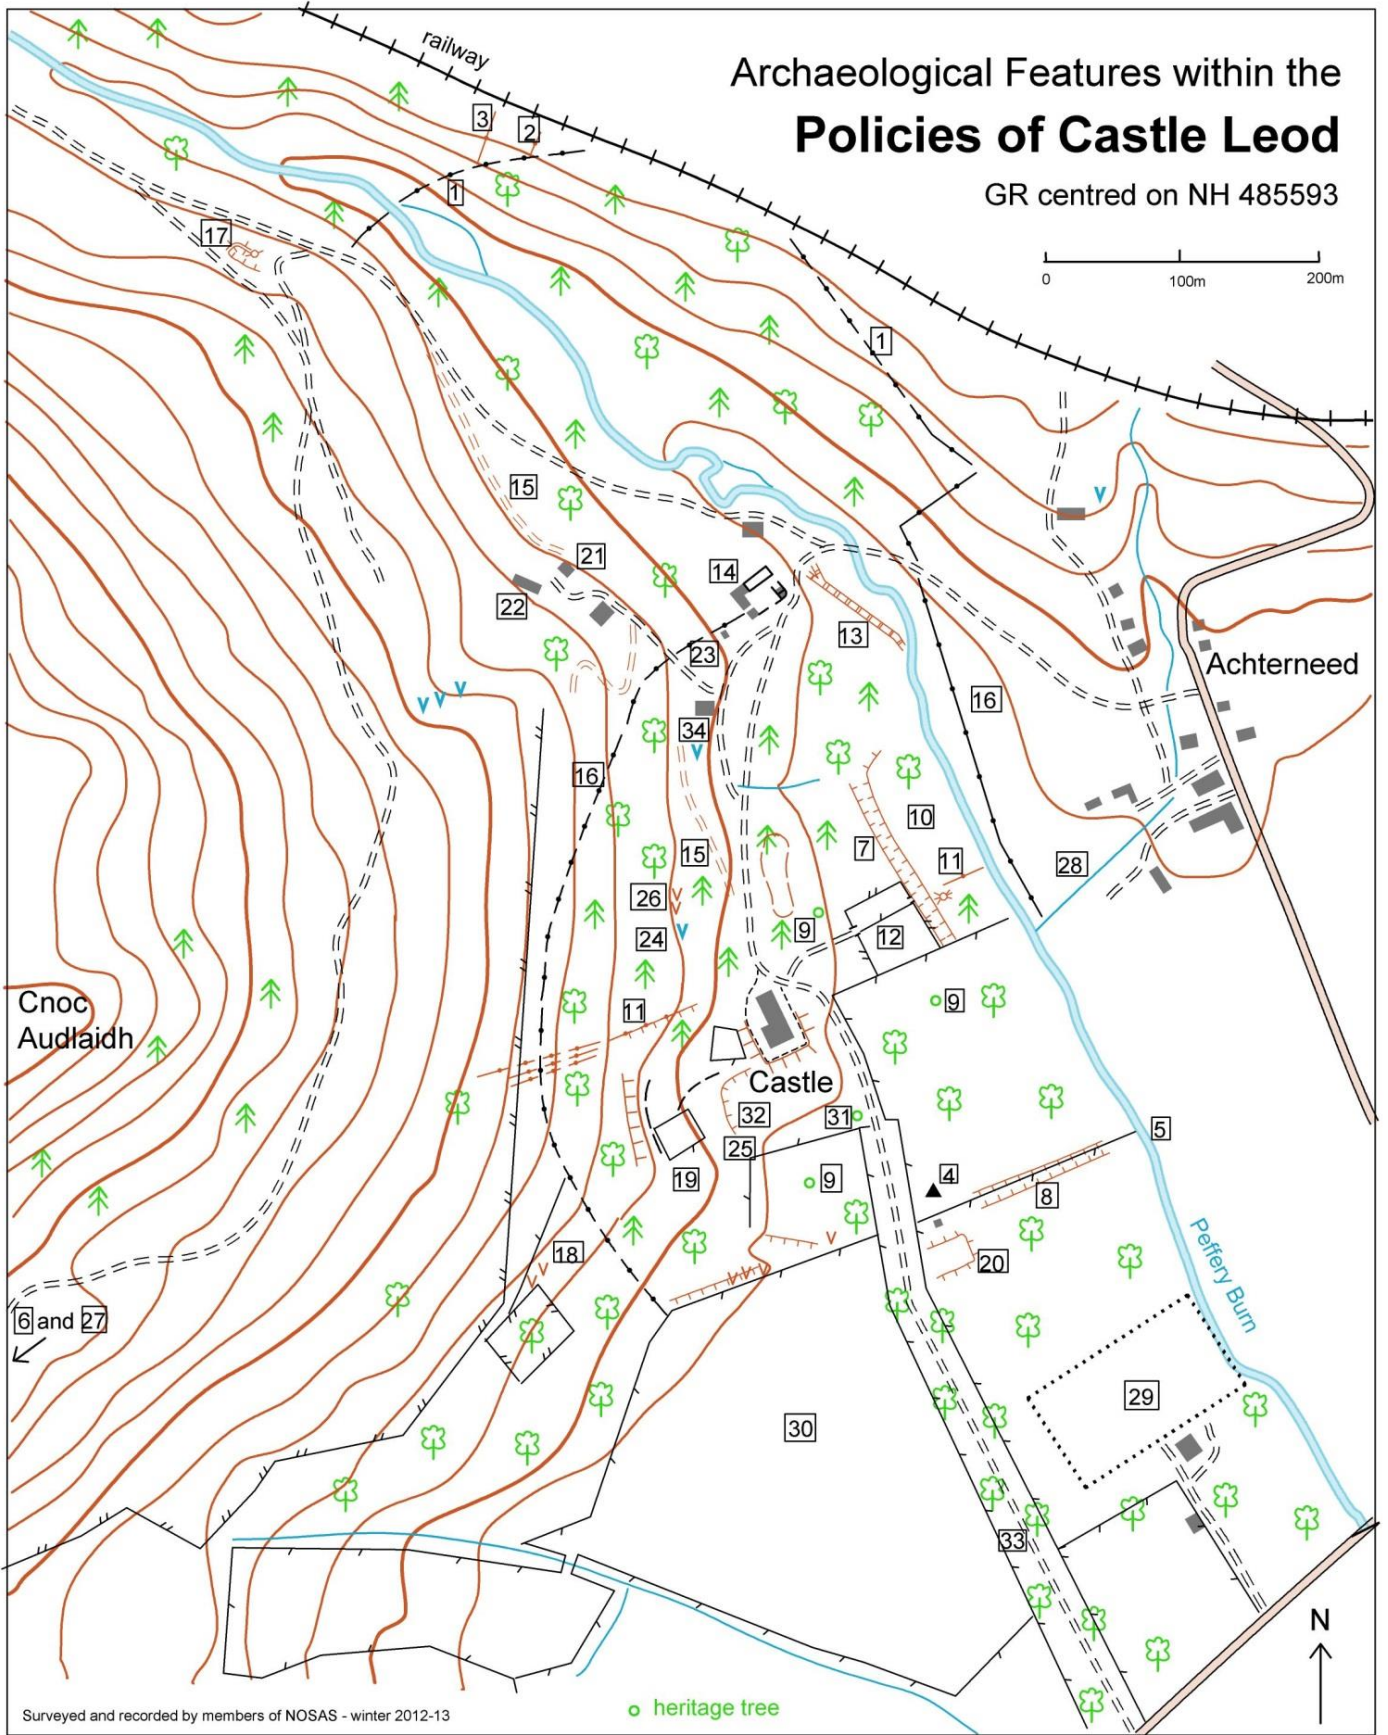 railway
Archaeological Features within the
Policies of Castle Leod
GR centred on NH 485593
0 100m 200m
3
2
1
17
1
15
21
14
22
13
23
Achterneed
16
34
16
10
7
15
11
28
26
9
12
24
9
11
Cnoc
Audlaidh
Castle
32
31
5
25
4
19
9
8
18
20
Peffery Burn
6 and 27
29
30
33
N
heritage tree
Surveyed and recorded by members of NOSAS - winter 2012-13